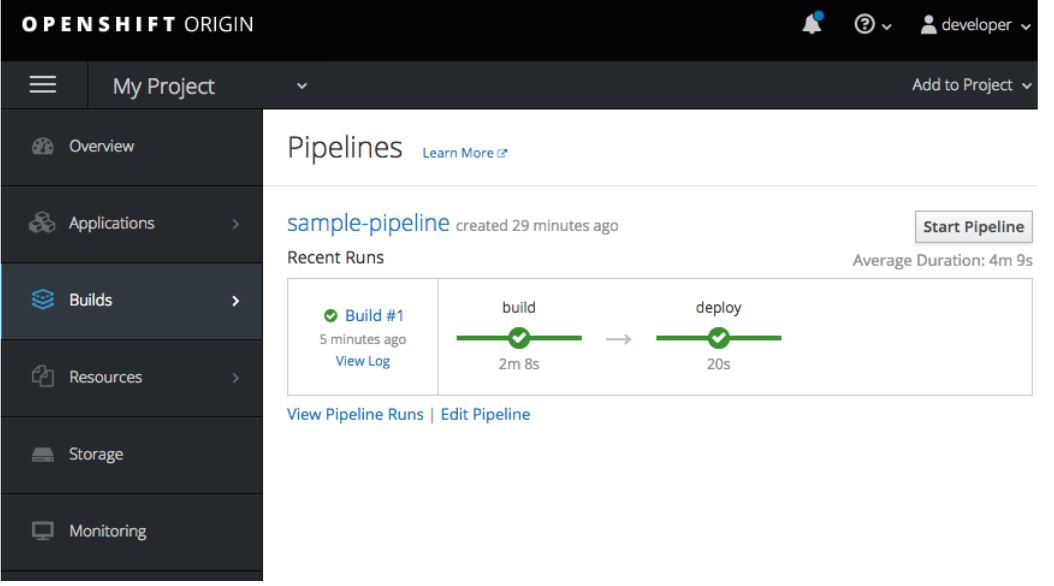 OPENSHIFT ORIGIN
developer
My Project
Add to Project
Overview
Applications
Builds
Resources
Storage
Monitoring
Pipelines Learn More
sample-pipeline created 29 minutes ago
Start Pipeline
Recent Runs
Average Duration: 4m 9s
Build #1
5 minutes ago
View Log
build
2m 8s
deploy
20s
View Pipeline Runs | Edit Pipeline